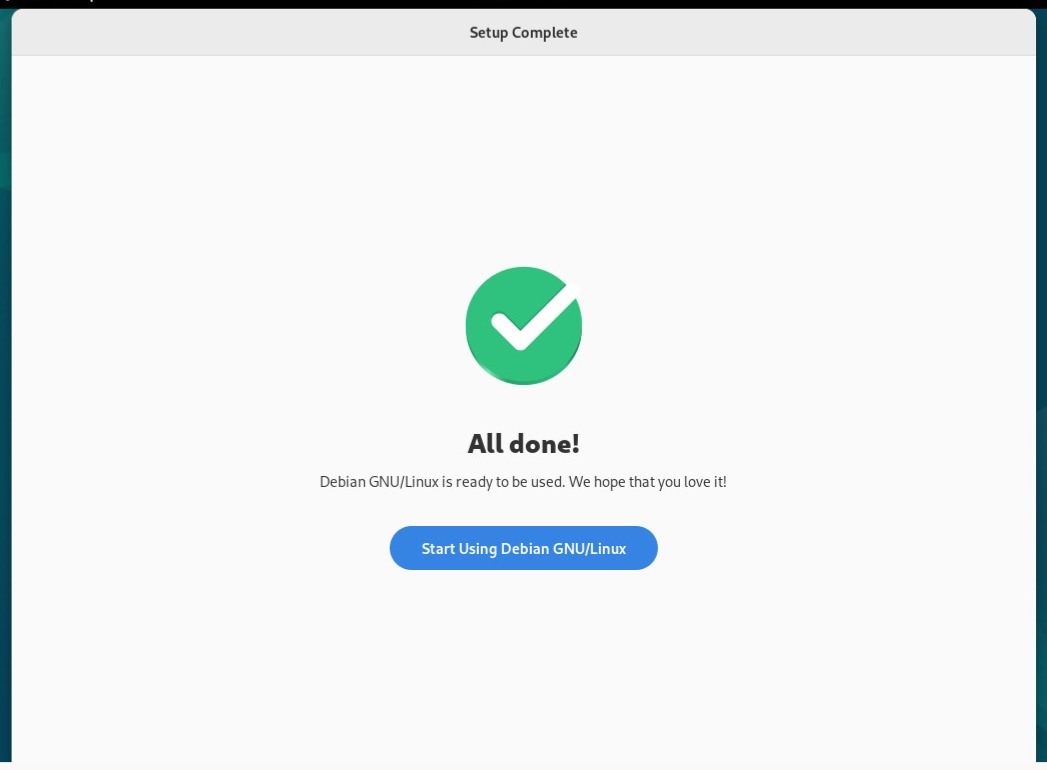 Setup Complete
All done!
Debian GNU/Linux is ready to be used. We hope that you love it!
Start Using Debian GNU/Linux